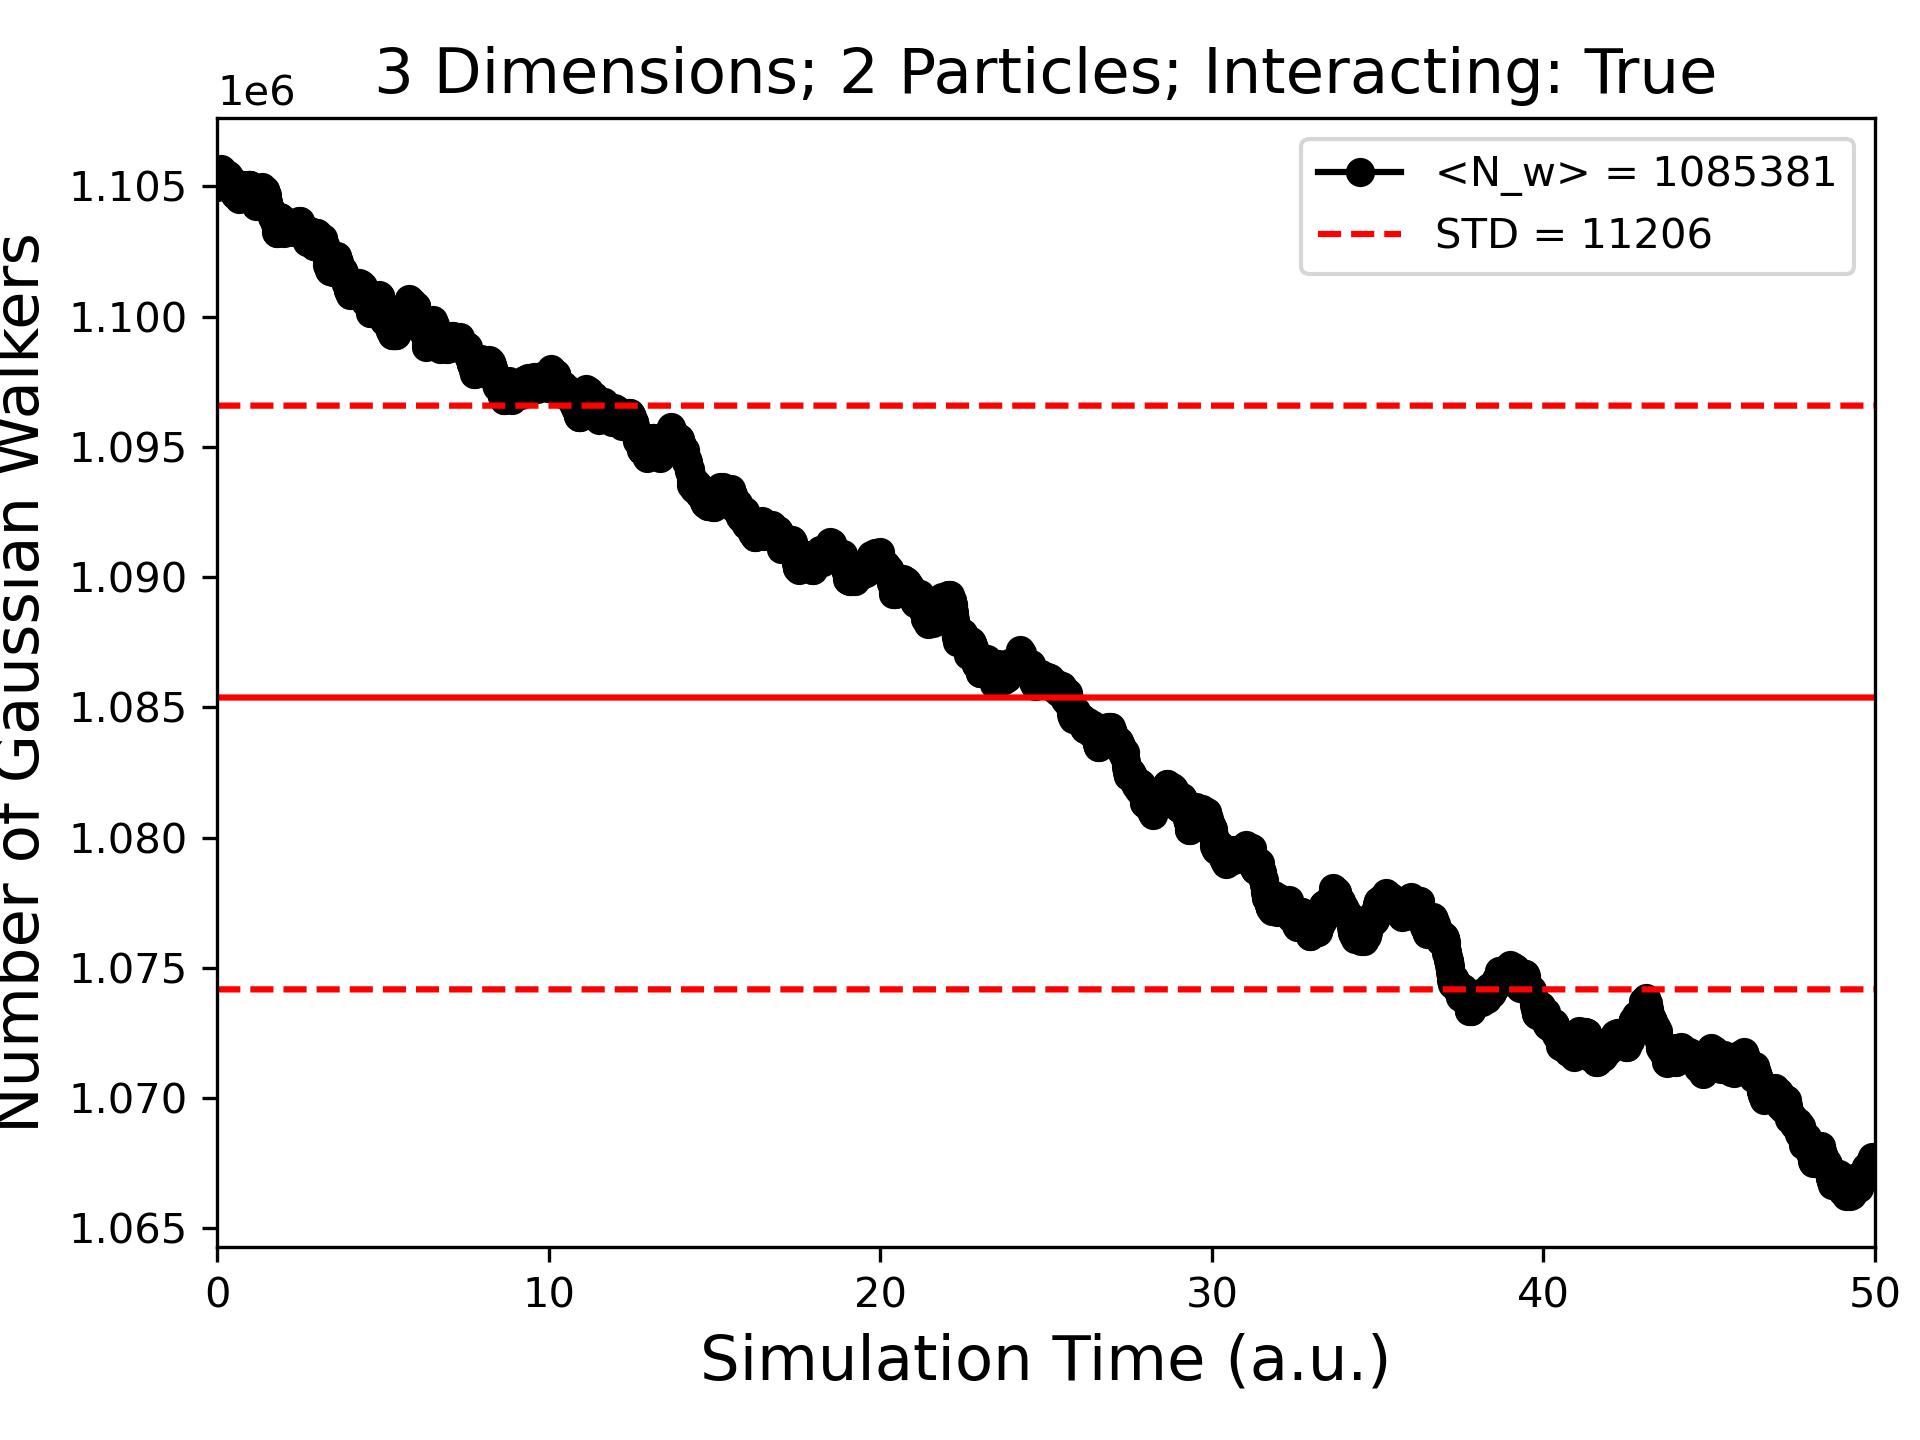 3 Dimensions; 2 Particles; Interacting: True
1e6
<N_w> = 1085381
STD = 11206
Number of Gaussian Walkers
1.105
1.100
1.095
1.090
1.085
1.080
1.075
1.070
1.065
0 10 20 30 40 50
Simulation Time (a.u.)